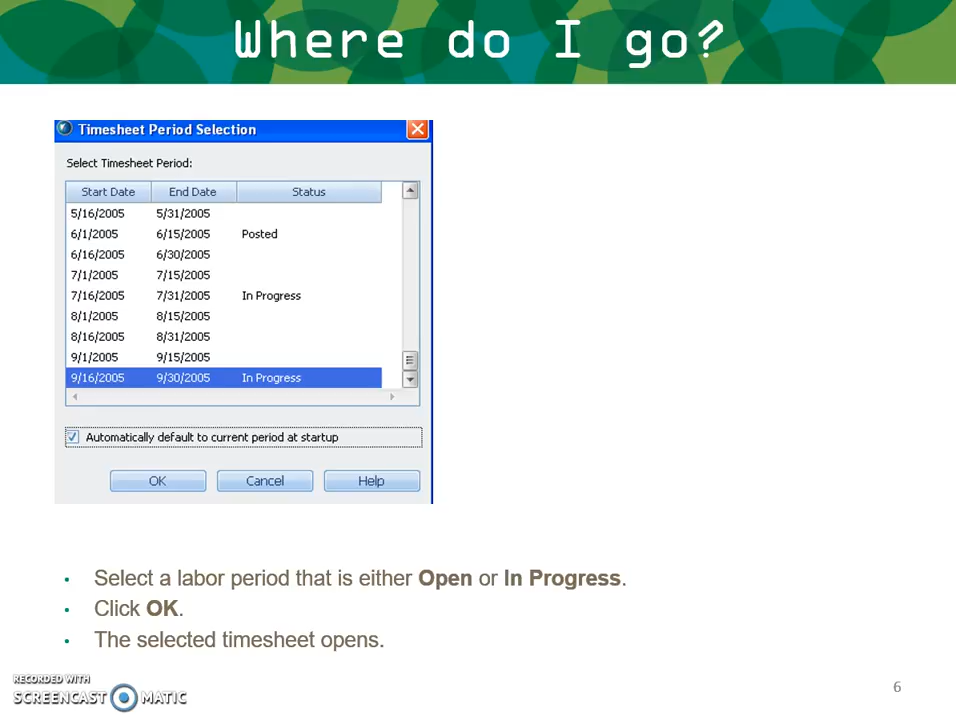 Where do I go?
Timesheet Period Selection
Select Timesheet Period:
Start Date End Date Status
5/16/2005 5/31/2005
6/1/2005 6/15/2005 Posted
6/16/2005 6/30/2005
7/1/2005 7/15/2005
7/16/2005 7/31/2005 In Progress
8/1/2005 8/15/2005
8/16/2005 8/31/2005
9/1/2005 9/15/2005
9/16/2005 9/30/2005 In Progress
Automatically default to current period at startup
OK Cancel Help
• Select a labor period that is either Open or In Progress.
• Click OK.
• The selected timesheet opens.
RECORDED WITH
SCREENCAST MATIC
6